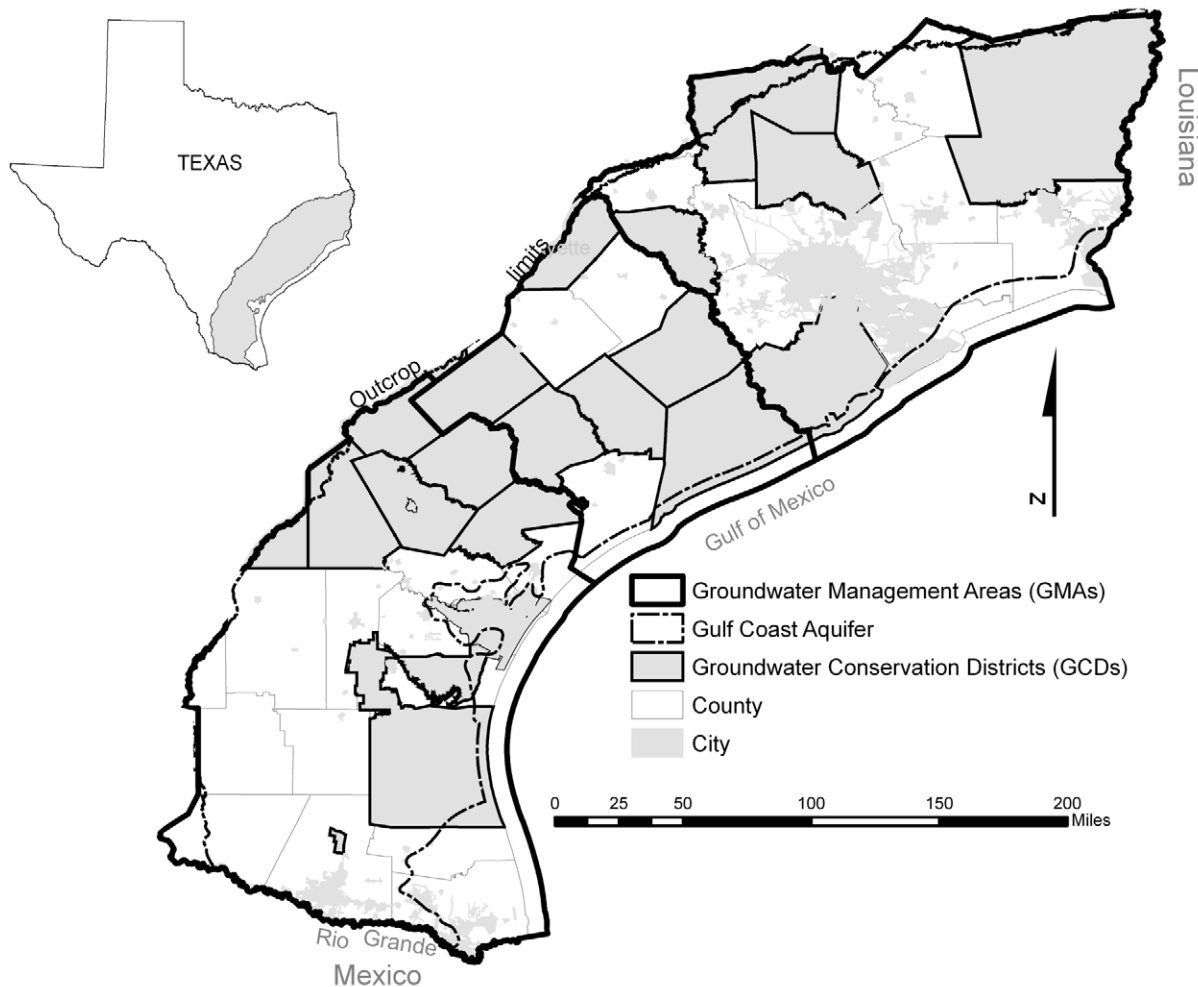 TEXAS
Louisiana
limits
Outcrop
Gulf of Mexico
N
Groundwater Management Areas (GMAs)
Gulf Coast Aquifer
Groundwater Conservation Districts (GCDs)
County
City
0 25 50 100 150 200
Miles
Rio Grande
Mexico